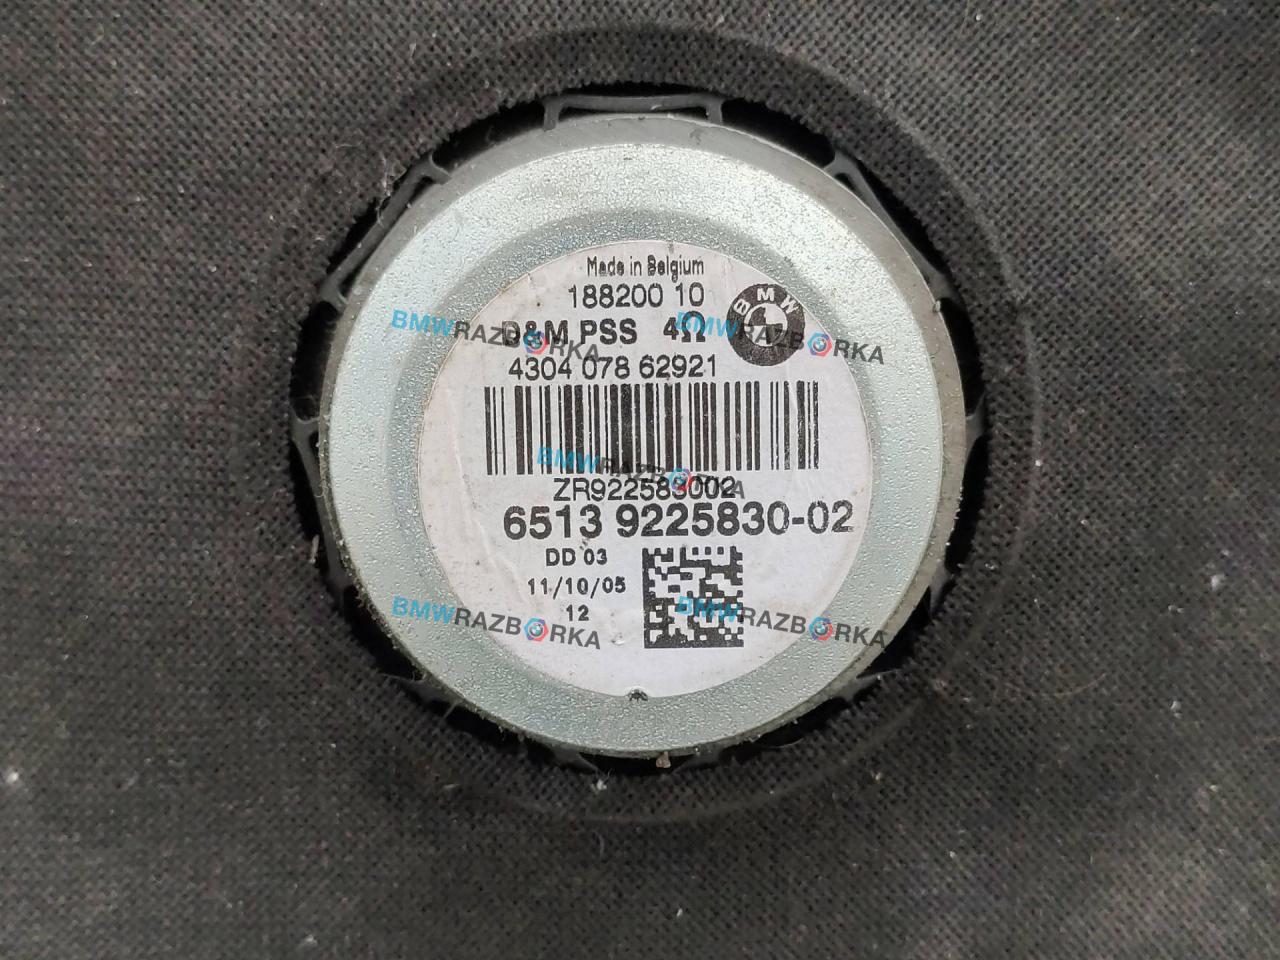 Made in Belgium
188200 10
BMW
D&M PSS 4Ω
4304 078 62921
ZR922583002
6513 9225830-02
DD 03
11/10/05
12
BMWRAZBORKA
BMWRAZBORKA
BMWRAZBORKA
BMWRAZBORKA
BMWRAZBORKA